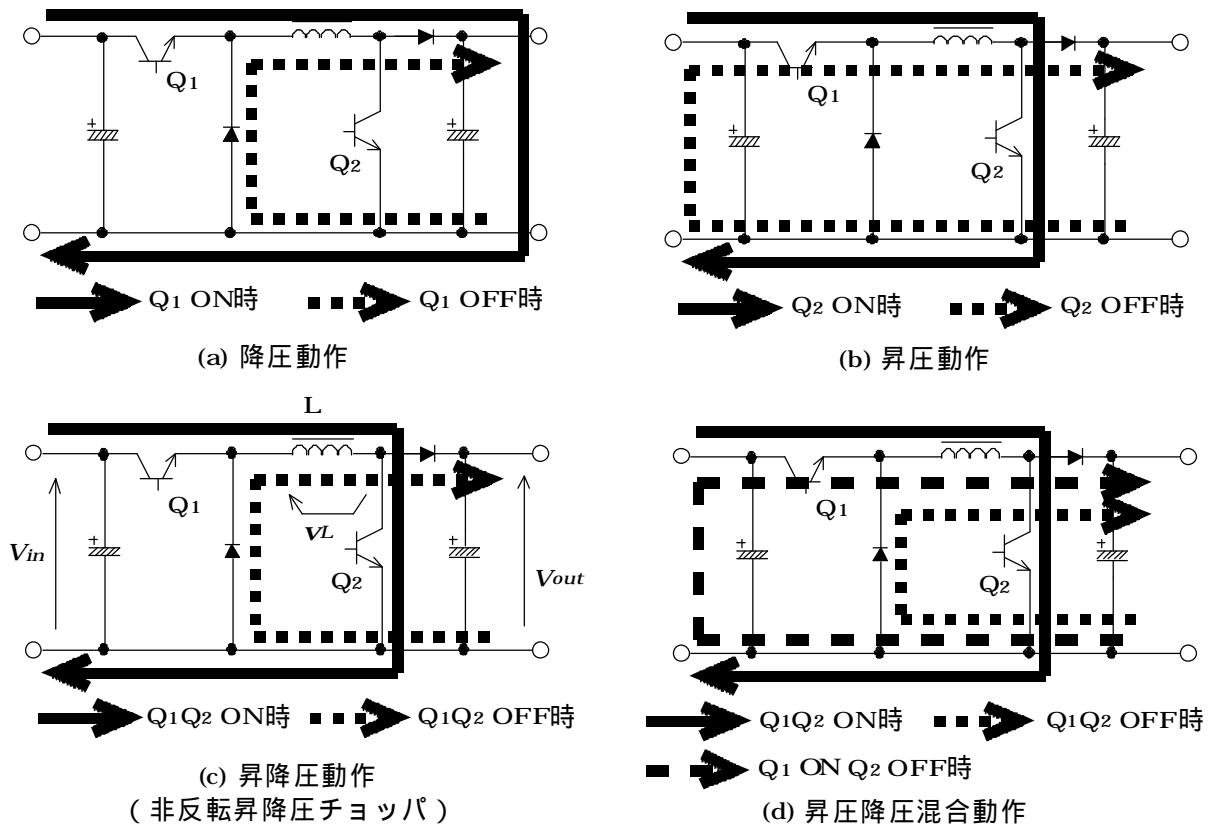 Q1
+
Q2
Q1 ON時
Q1 OFF時
(a) 降圧動作
Q1
+
+
Q2
Q2 ON時
Q2 OFF時
(b) 昇圧動作
L
Q1
vL
Vin
+
+
Q2
Vout
Q1Q2 ON時
Q1Q2 OFF時
(c) 昇降圧動作
(非反転昇降圧チョッパ)
Q1
+
+
Q2
Q1Q2 ON時
Q1Q2 OFF時
Q1 ON Q2 OFF時
(d) 昇圧降圧混合動作